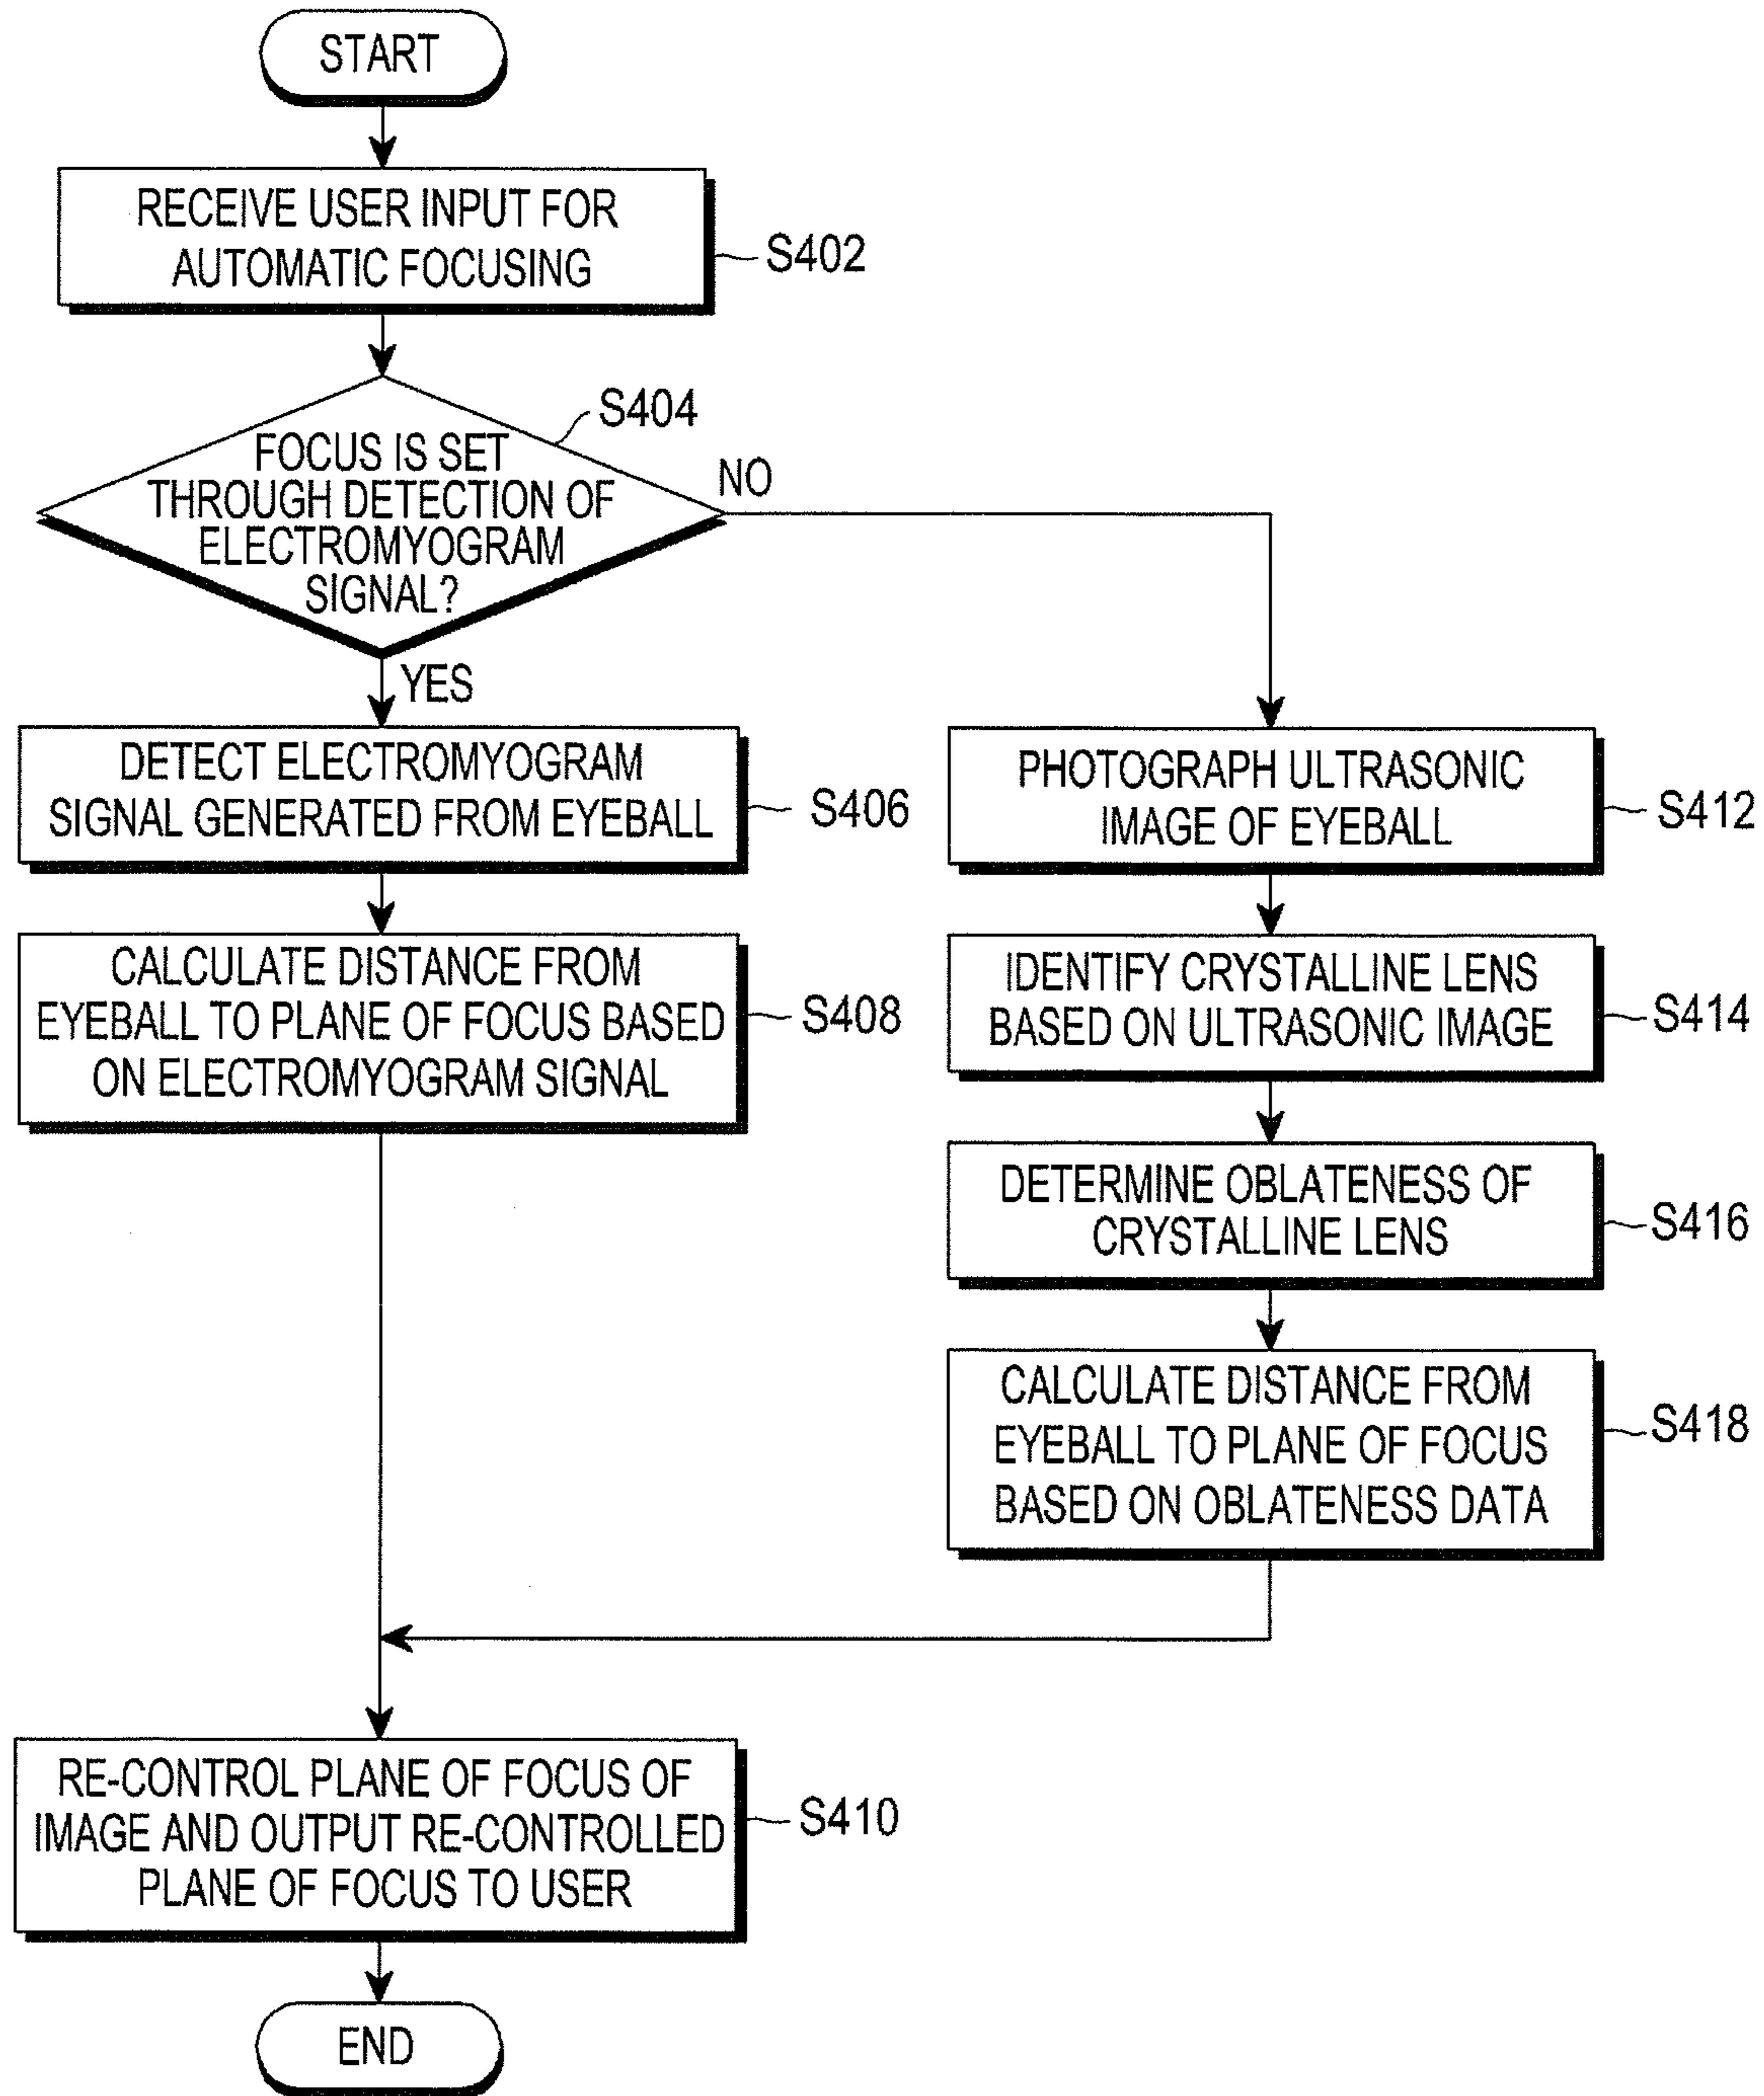 START
RECEIVE USER INPUT FOR
AUTOMATIC FOCUSING
S402
S404
FOCUS IS SET
THROUGH DETECTION OF
ELECTROMYOGRAM
SIGNAL?
NO
YES
DETECT ELECTROMYOGRAM
SIGNAL GENERATED FROM EYEBALL
S406
CALCULATE DISTANCE FROM
EYEBALL TO PLANE OF FOCUS BASED
ON ELECTROMYOGRAM SIGNAL
S408
PHOTOGRAPH ULTRASONIC
IMAGE OF EYEBALL
S412
IDENTIFY CRYSTALLINE LENS
BASED ON ULTRASONIC IMAGE
S414
DETERMINE OBLATENESS OF
CRYSTALLINE LENS
S416
CALCULATE DISTANCE FROM
EYEBALL TO PLANE OF FOCUS
BASED ON OBLATENESS DATA
S418
RE-CONTROL PLANE OF FOCUS OF
IMAGE AND OUTPUT RE-CONTROLLED
PLANE OF FOCUS TO USER
S410
END